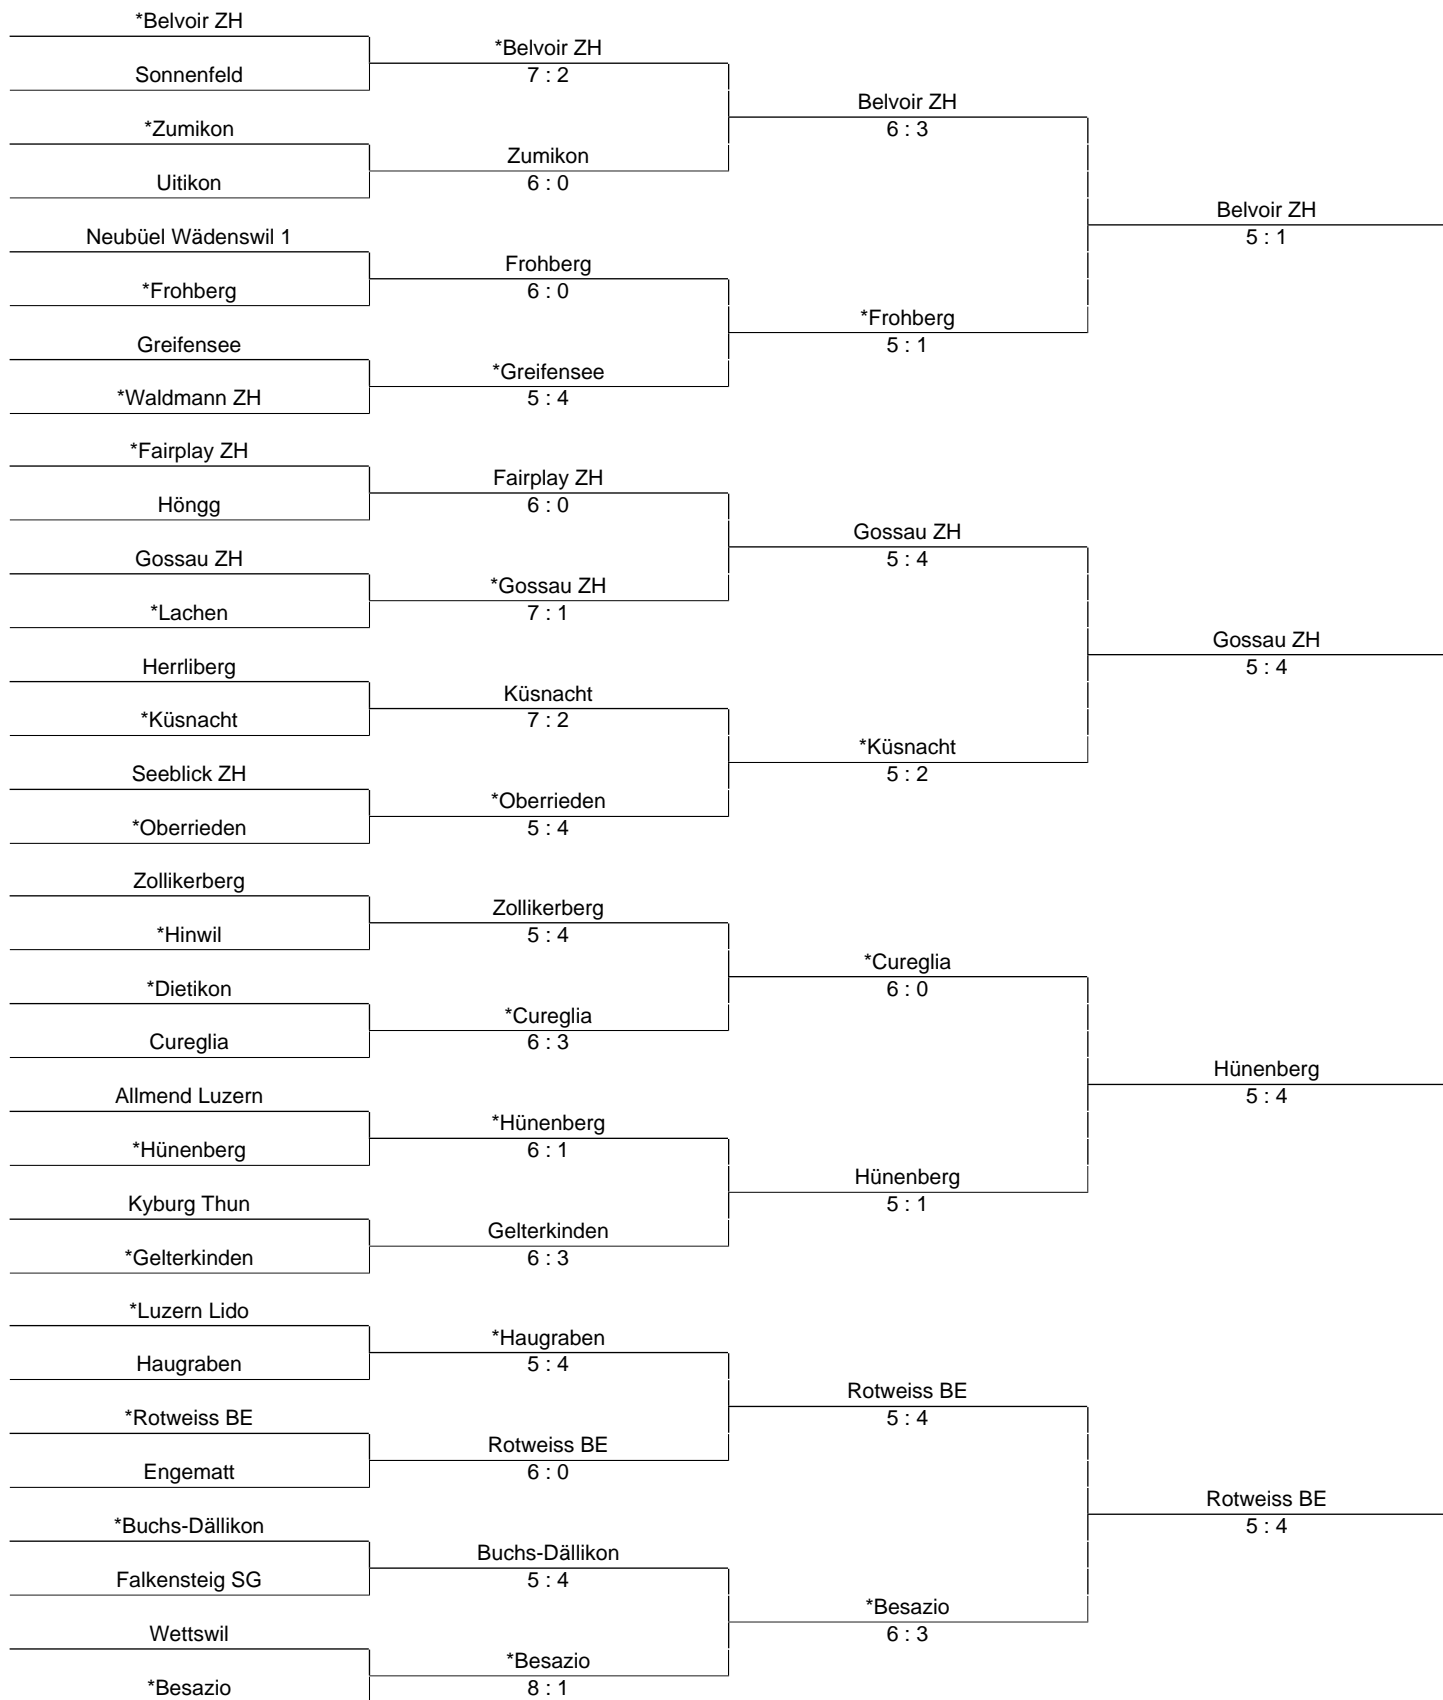 *Belvoir ZH
Sonnenfeld
*Zumikon
Uitikon
Neubüel Wädenswil 1
*Frohberg
Greifensee
*Waldmann ZH
*Fairplay ZH
Höngg
Gossau ZH
*Lachen
Herrliberg
*Küsnacht
Seeblick ZH
*Oberrieden
Zollikerberg
*Hinwil
*Dietikon
Cureglia
Allmend Luzern
*Hünenberg
Kyburg Thun
*Gelterkinden
*Luzern Lido
Haugraben
*Rotweiss BE
Engematt
*Buchs-Dällikon
Falkensteig SG
Wettswil
*Besazio
*Belvoir ZH
7 : 2
Zumikon
6 : 0
Frohberg
6 : 0
*Greifensee
5 : 4
Fairplay ZH
6 : 0
*Gossau ZH
7 : 1
Küsnacht
7 : 2
*Oberrieden
5 : 4
Zollikerberg
5 : 4
*Cureglia
6 : 3
*Hünenberg
6 : 1
Gelterkinden
6 : 3
*Haugraben
5 : 4
Rotweiss BE
6 : 0
Buchs-Dällikon
5 : 4
*Besazio
8 : 1
Belvoir ZH
6 : 3
*Frohberg
5 : 1
Gossau ZH
5 : 4
*Küsnacht
5 : 2
*Cureglia
6 : 0
Hünenberg
5 : 1
Rotweiss BE
5 : 4
*Besazio
6 : 3
Belvoir ZH
5 : 1
Gossau ZH
5 : 4
Hünenberg
5 : 4
Rotweiss BE
5 : 4